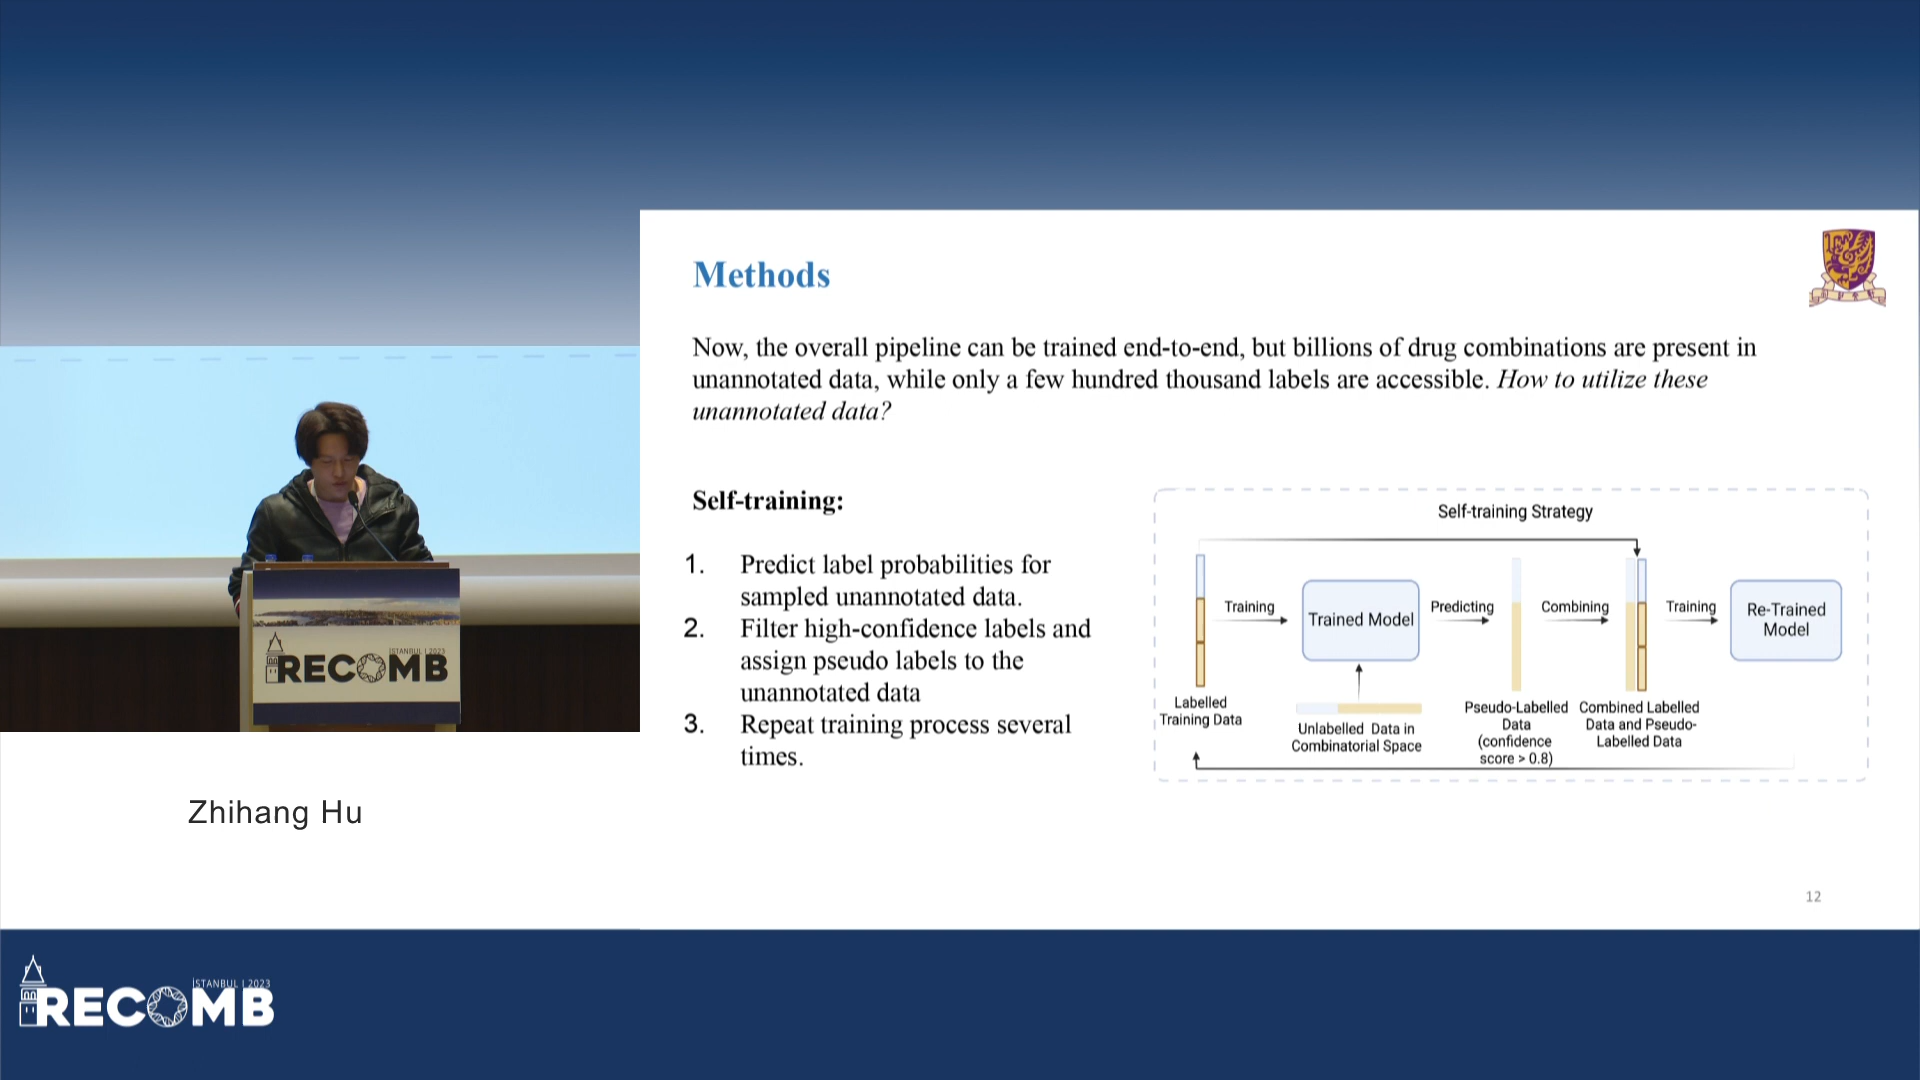 Methods
Now, the overall pipeline can be trained end-to-end, but billions of drug combinations are present in
unannotated data, while only a few hundred thousand labels are accessible. How to utilize these
unannotated data?
Self-training:
1. Predict label probabilities for
sampled unannotated data.
2. Filter high-confidence labels and
assign pseudo labels to the
unannotated data
3. Repeat training process several
times.
Self-training Strategy
Training
Trained Model
Predicting
Combining
Training
Re-Trained
Model
Labelled
Training Data
Unlabelled Data in
Combinatorial Space
Pseudo-Labelled
Data
(confidence
score > 0.8)
Combined Labelled
Data and Pseudo-
Labelled Data
12
ISTANBUL | 2023
RECOMB
Zhihang Hu
İSTANBUL | 2023
RECOMB